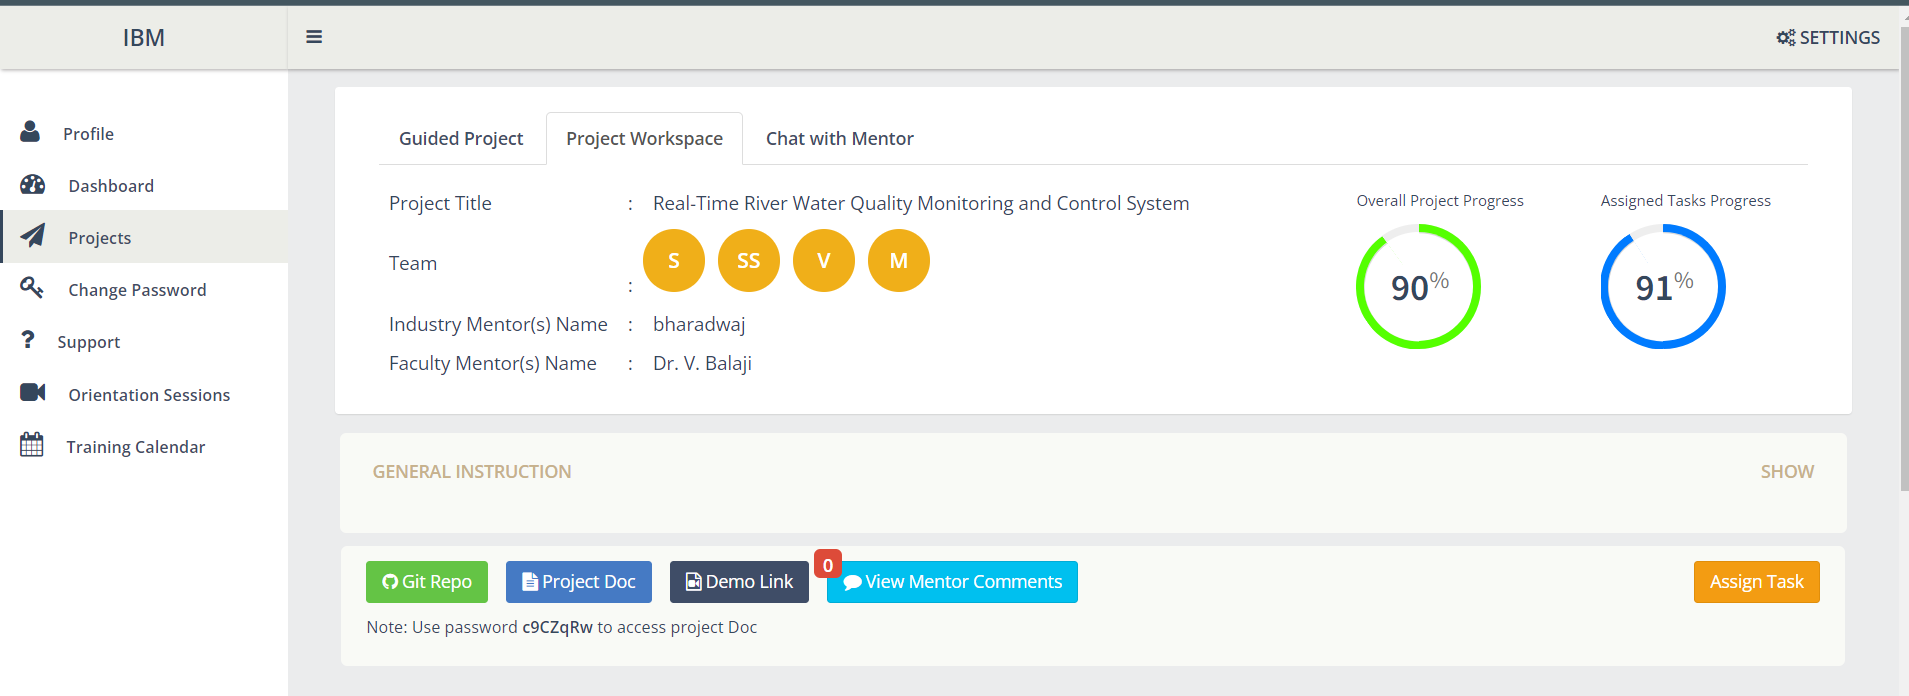 IBM
SETTINGS
Profile
Dashboard
Projects
Change Password
Support
Orientation Sessions
Training Calendar
Guided Project
Project Workspace
Chat with Mentor
Project Title : Real-Time River Water Quality Monitoring and Control System
Team : S SS V M
Industry Mentor(s) Name : bharadwaj
Faculty Mentor(s) Name : Dr. V. Balaji
Overall Project Progress
90%
Assigned Tasks Progress
91%
GENERAL INSTRUCTION
SHOW
Git Repo
Project Doc
Demo Link
0
View Mentor Comments
Assign Task
Note: Use password c9CZqRw to access project Doc